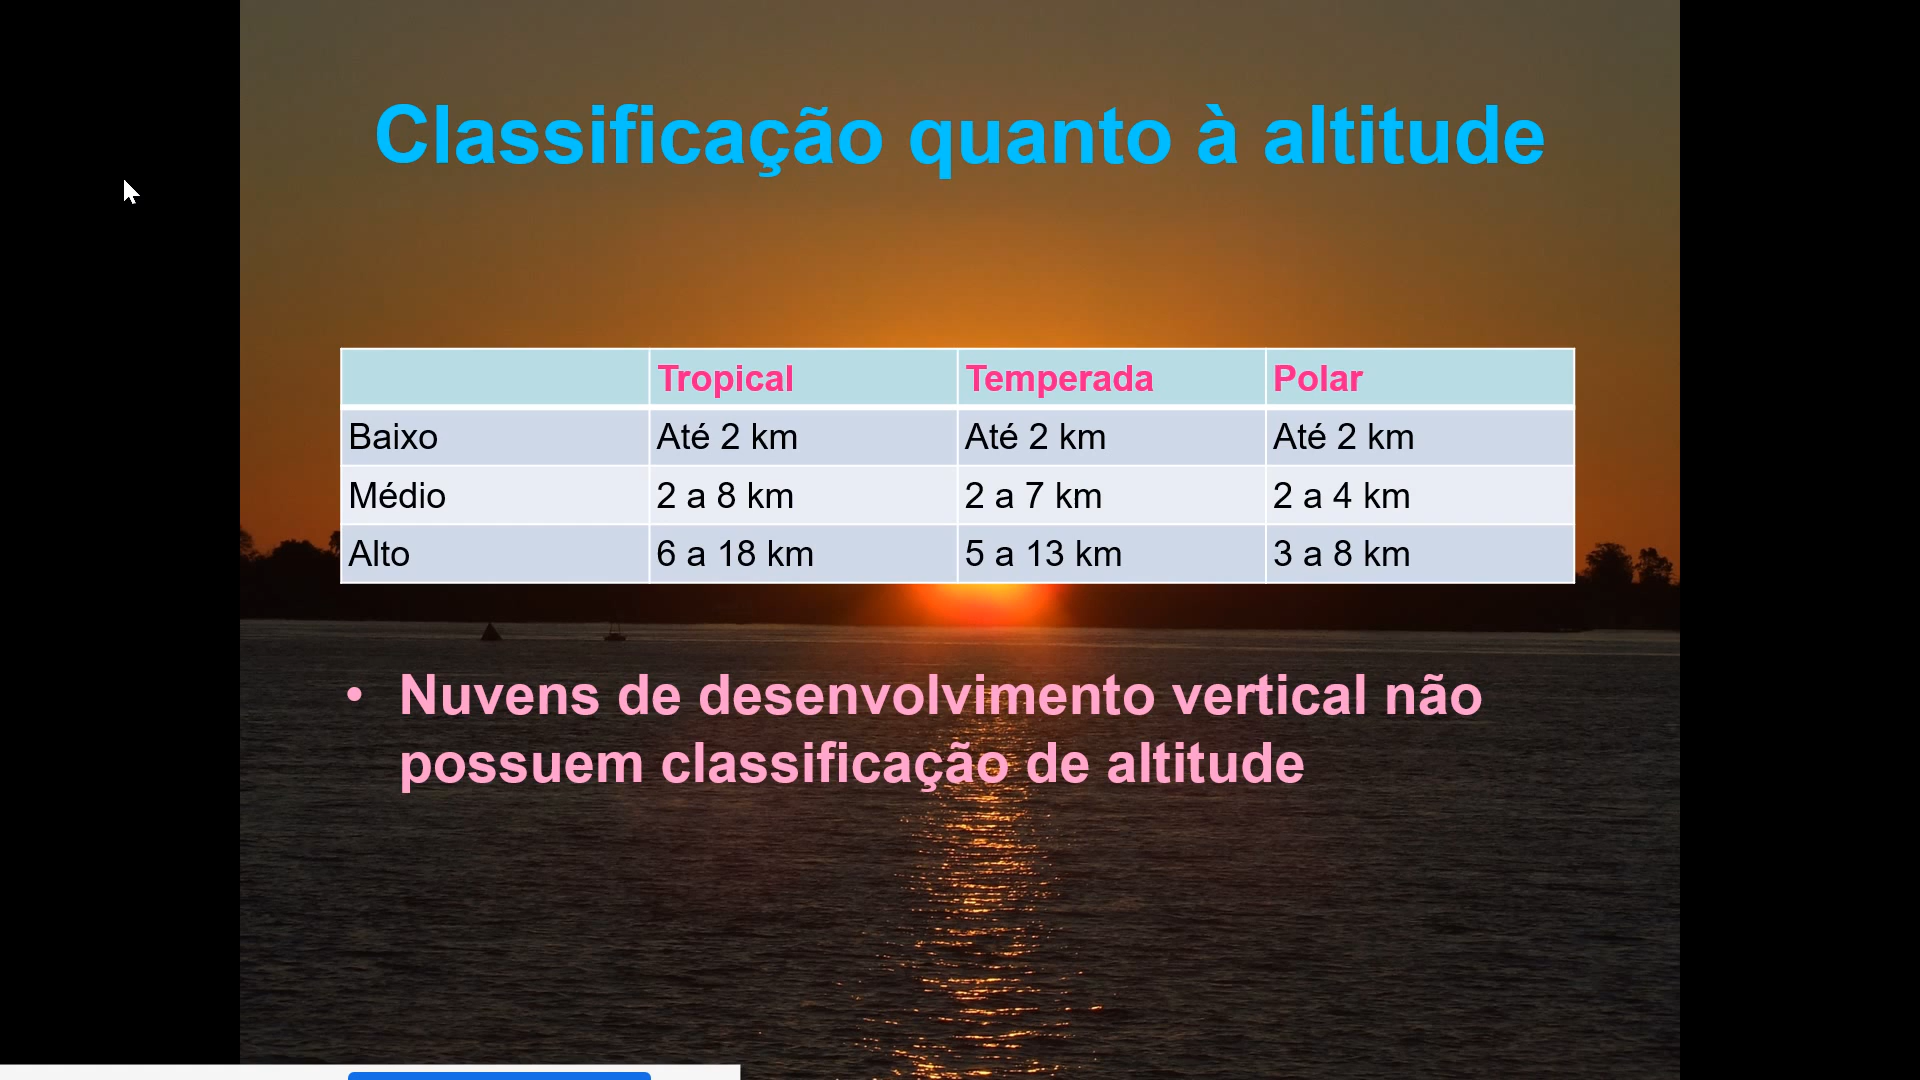 Classificação quanto à altitude
Tropical Temperada Polar
Baixo Até 2 km Até 2 km Até 2 km
Médio 2 a 8 km 2 a 7 km 2 a 4 km
Alto 6 a 18 km 5 a 13 km 3 a 8 km
• Nuvens de desenvolvimento vertical não
possuem classificação de altitude